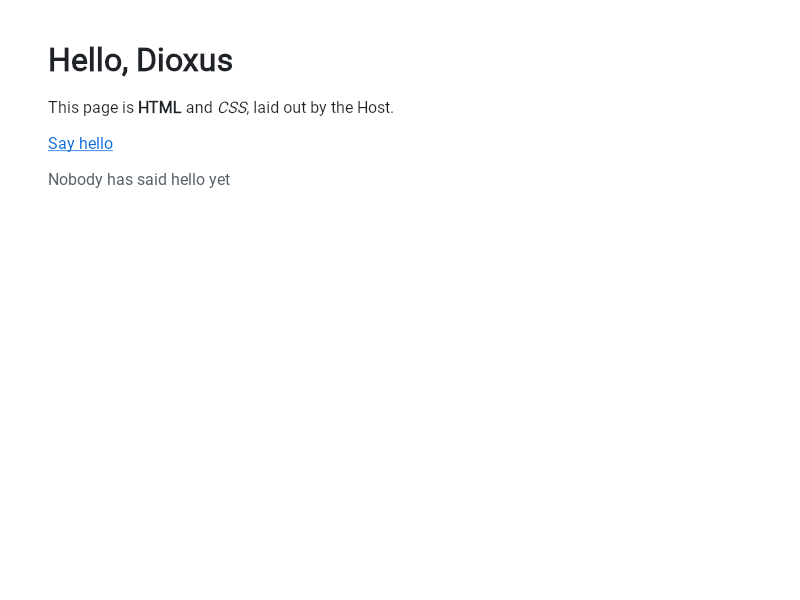 Hello, Dioxus
This page is HTML and CSS, laid out by the Host.
Say hello
Nobody has said hello yet